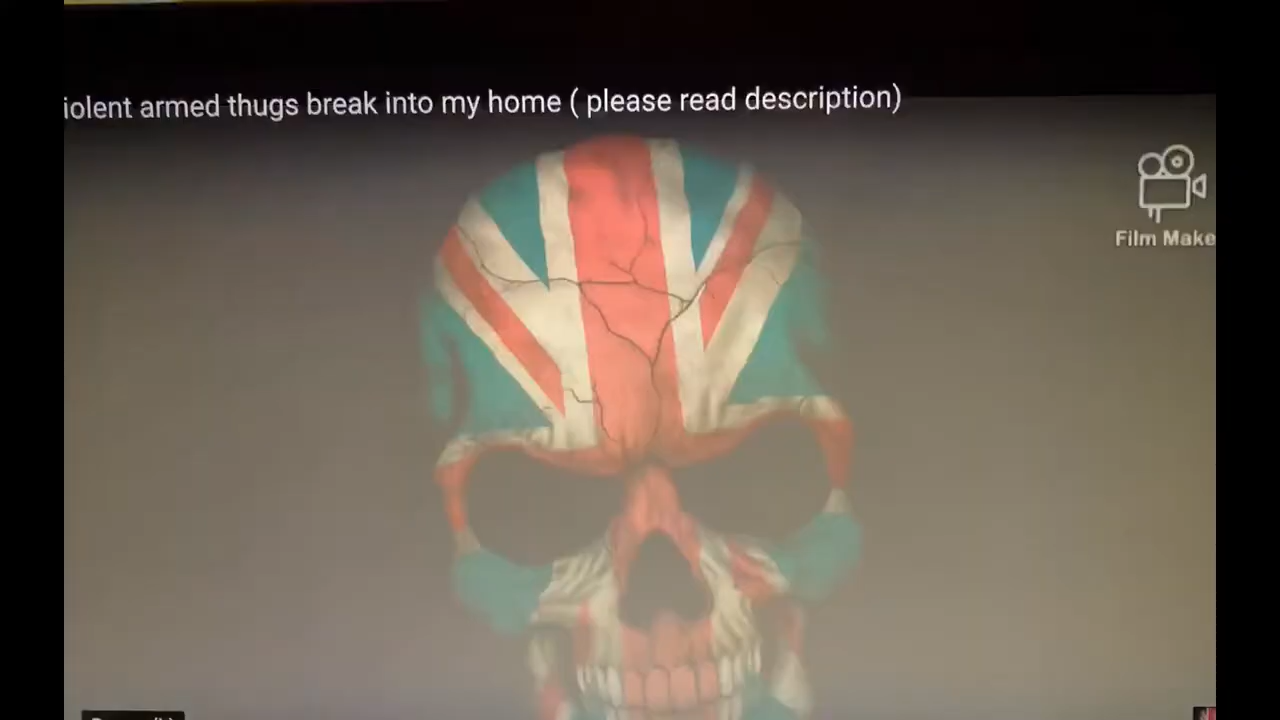 iolent armed thugs break into my home ( please read description)
Film Make